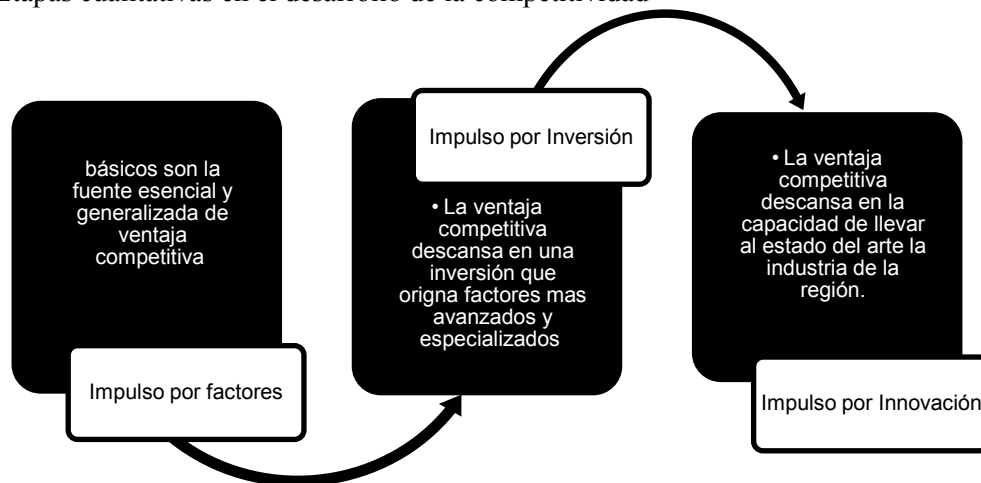 Etapas cualitativas en el desarrollo de la competitividad
básicos son la
fuente esencial y
generalizada de
ventaja
competitiva
Impulso por factores
Impulso por Inversión
• La ventaja
competitiva
descansa en una
inversión que
origna factores mas
avanzados y
especializados
• La ventaja
competitiva
descansa en la
capacidad de llevar
al estado del arte la
industria de la
región.
Impulso por Innovación